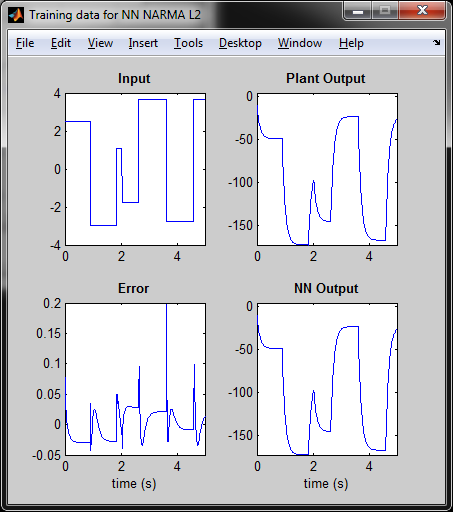 Training data for NN NARMA L2
File Edit View Insert Tools Desktop Window Help
Input
4
2
0
-2
-4
0 2 4
Plant Output
0
-50
-100
-150
0 2 4
Error
0.2
0.15
0.1
0.05
0
-0.05
0 2 4
time (s)
NN Output
0
-50
-100
-150
0 2 4
time (s)